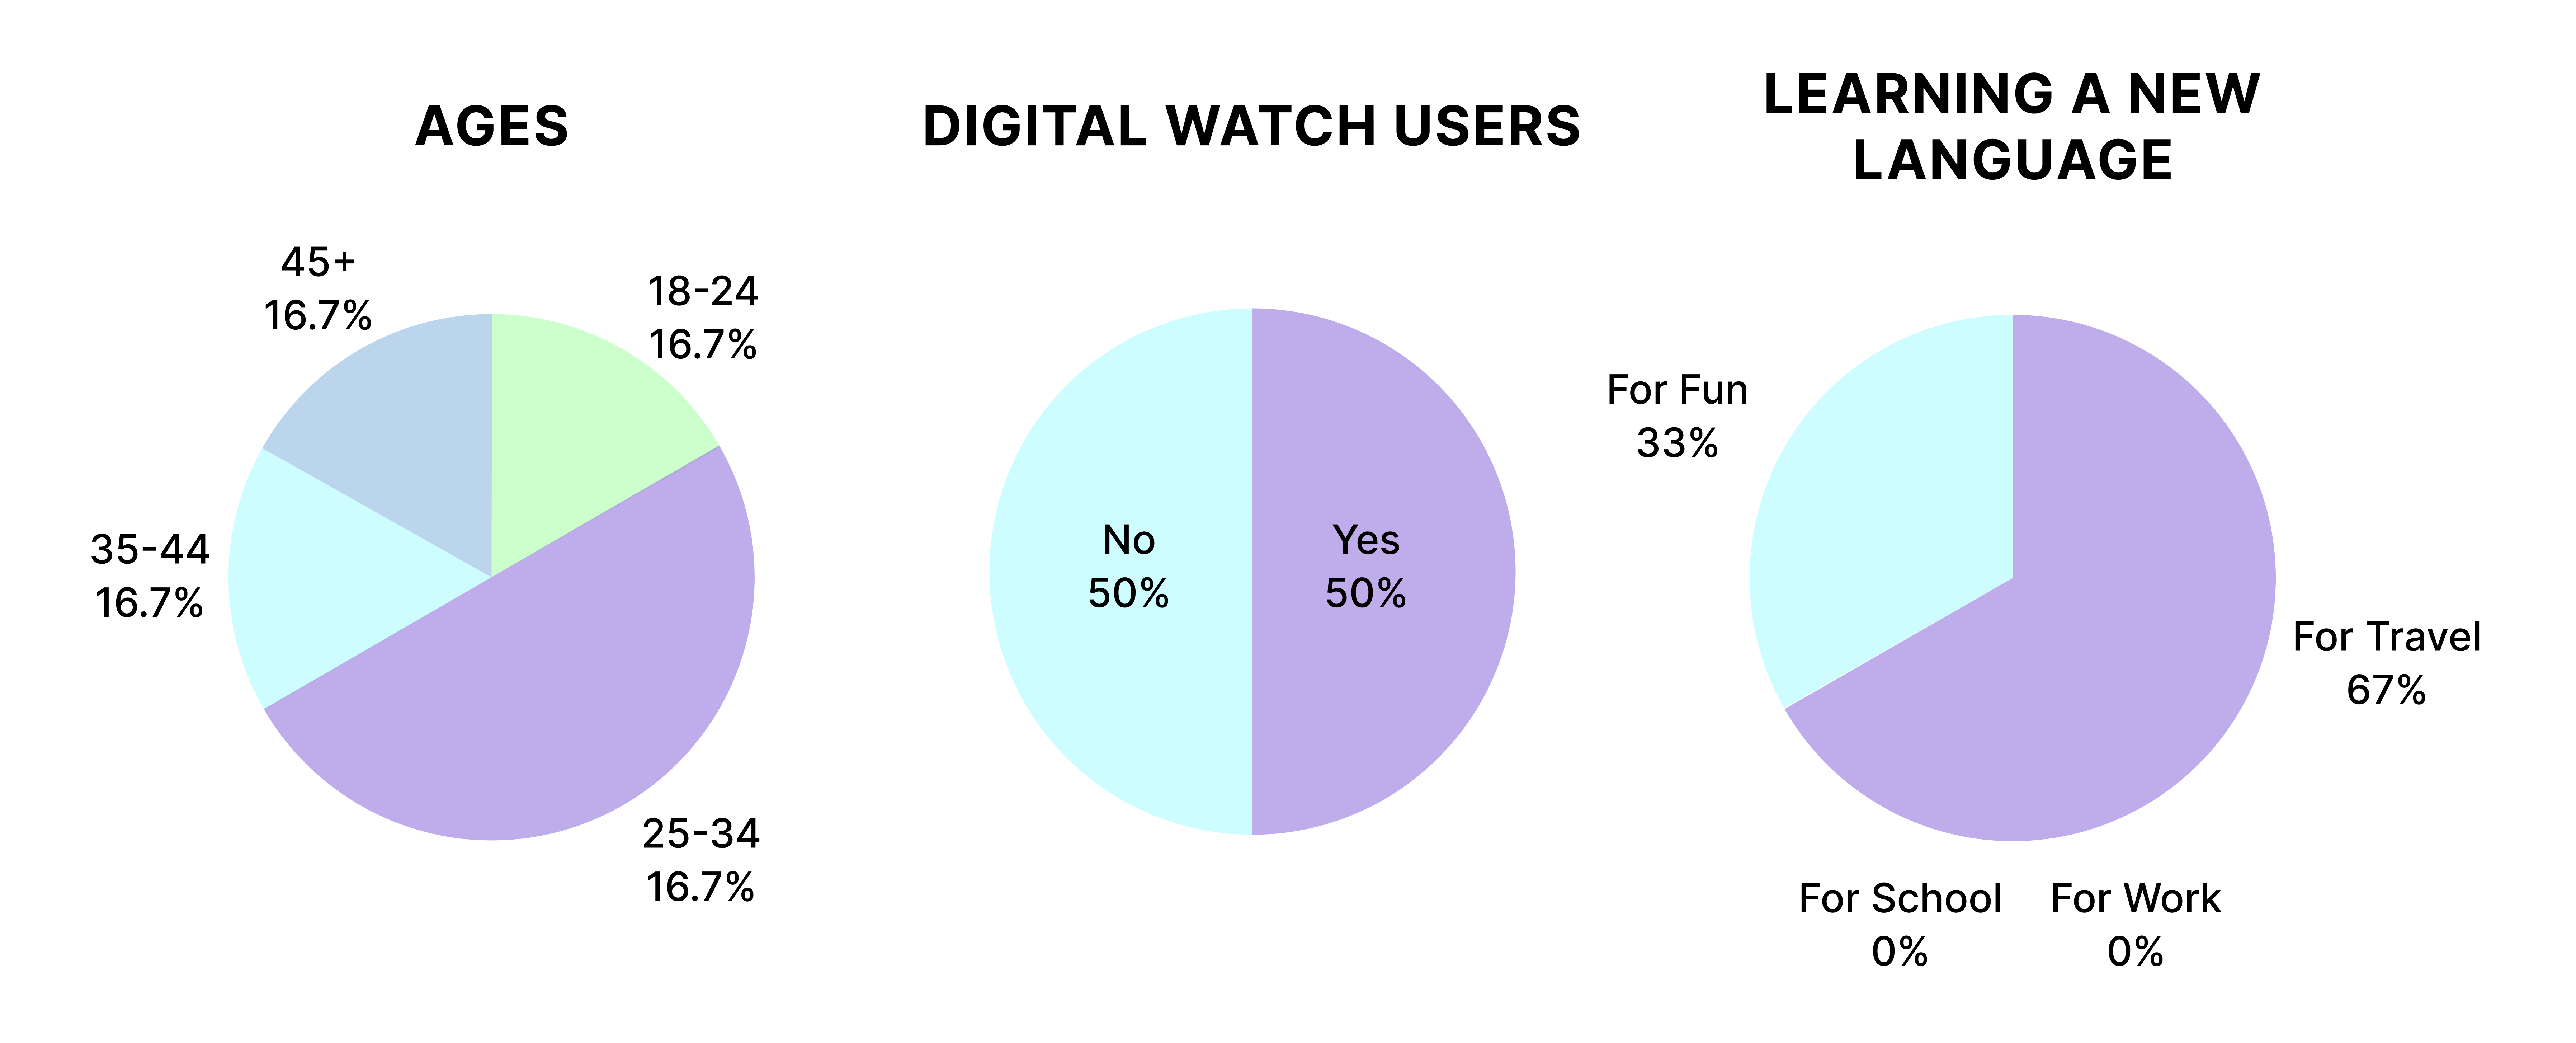 AGES
45+
16.7%
18-24
16.7%
35-44
16.7%
25-34
16.7%
DIGITAL WATCH USERS
No
50%
Yes
50%
LEARNING A NEW
LANGUAGE
For Fun
33%
For Travel
67%
For School
0%
For Work
0%